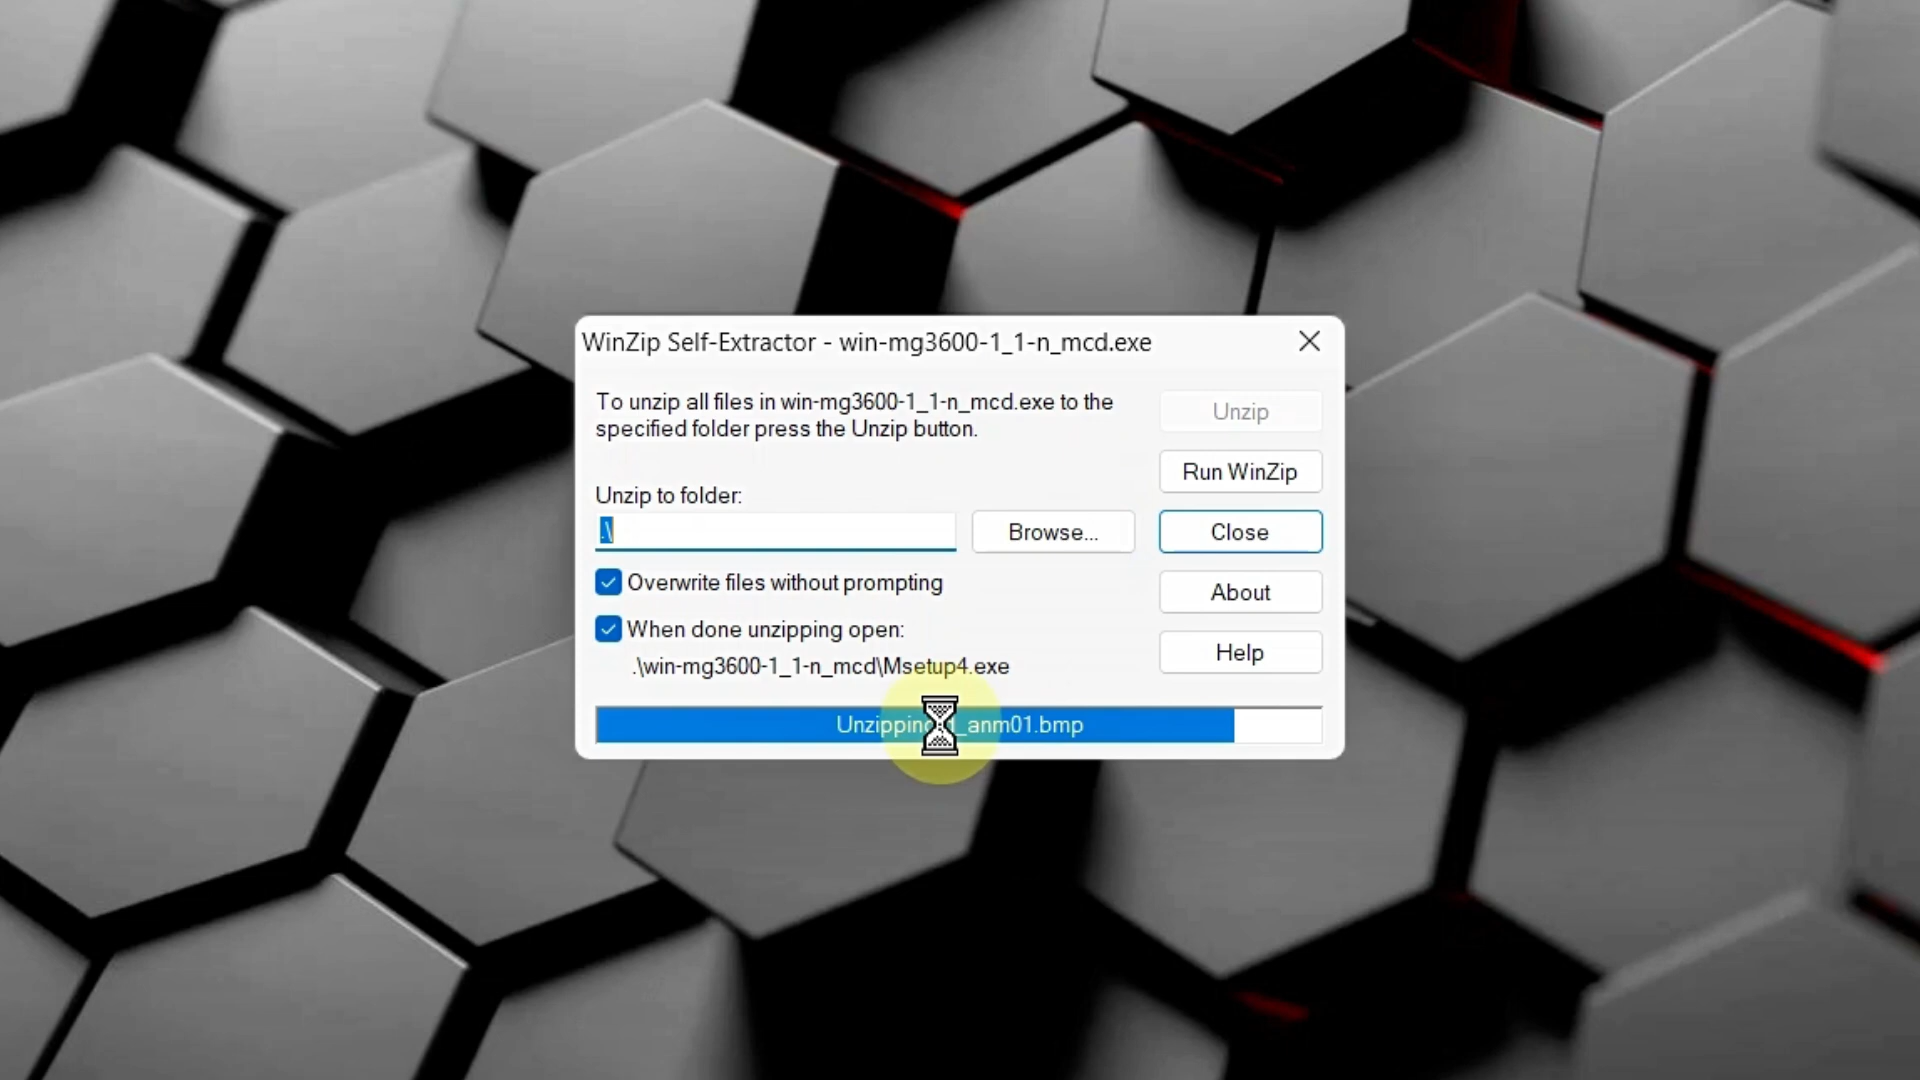 WinZip Self-Extractor - win-mg3600-1_1-n_mcd.exe
To unzip all files in win-mg3600-1_1-n_mcd.exe to the
specified folder press the Unzip button.
Unzip
Run WinZip
Unzip to folder:
.\
Browse...
Close
Overwrite files without prompting
About
When done unzipping open:
.\win-mg3600-1_1-n_mcd\Msetup4.exe
Help
Unzipping _anm01.bmp